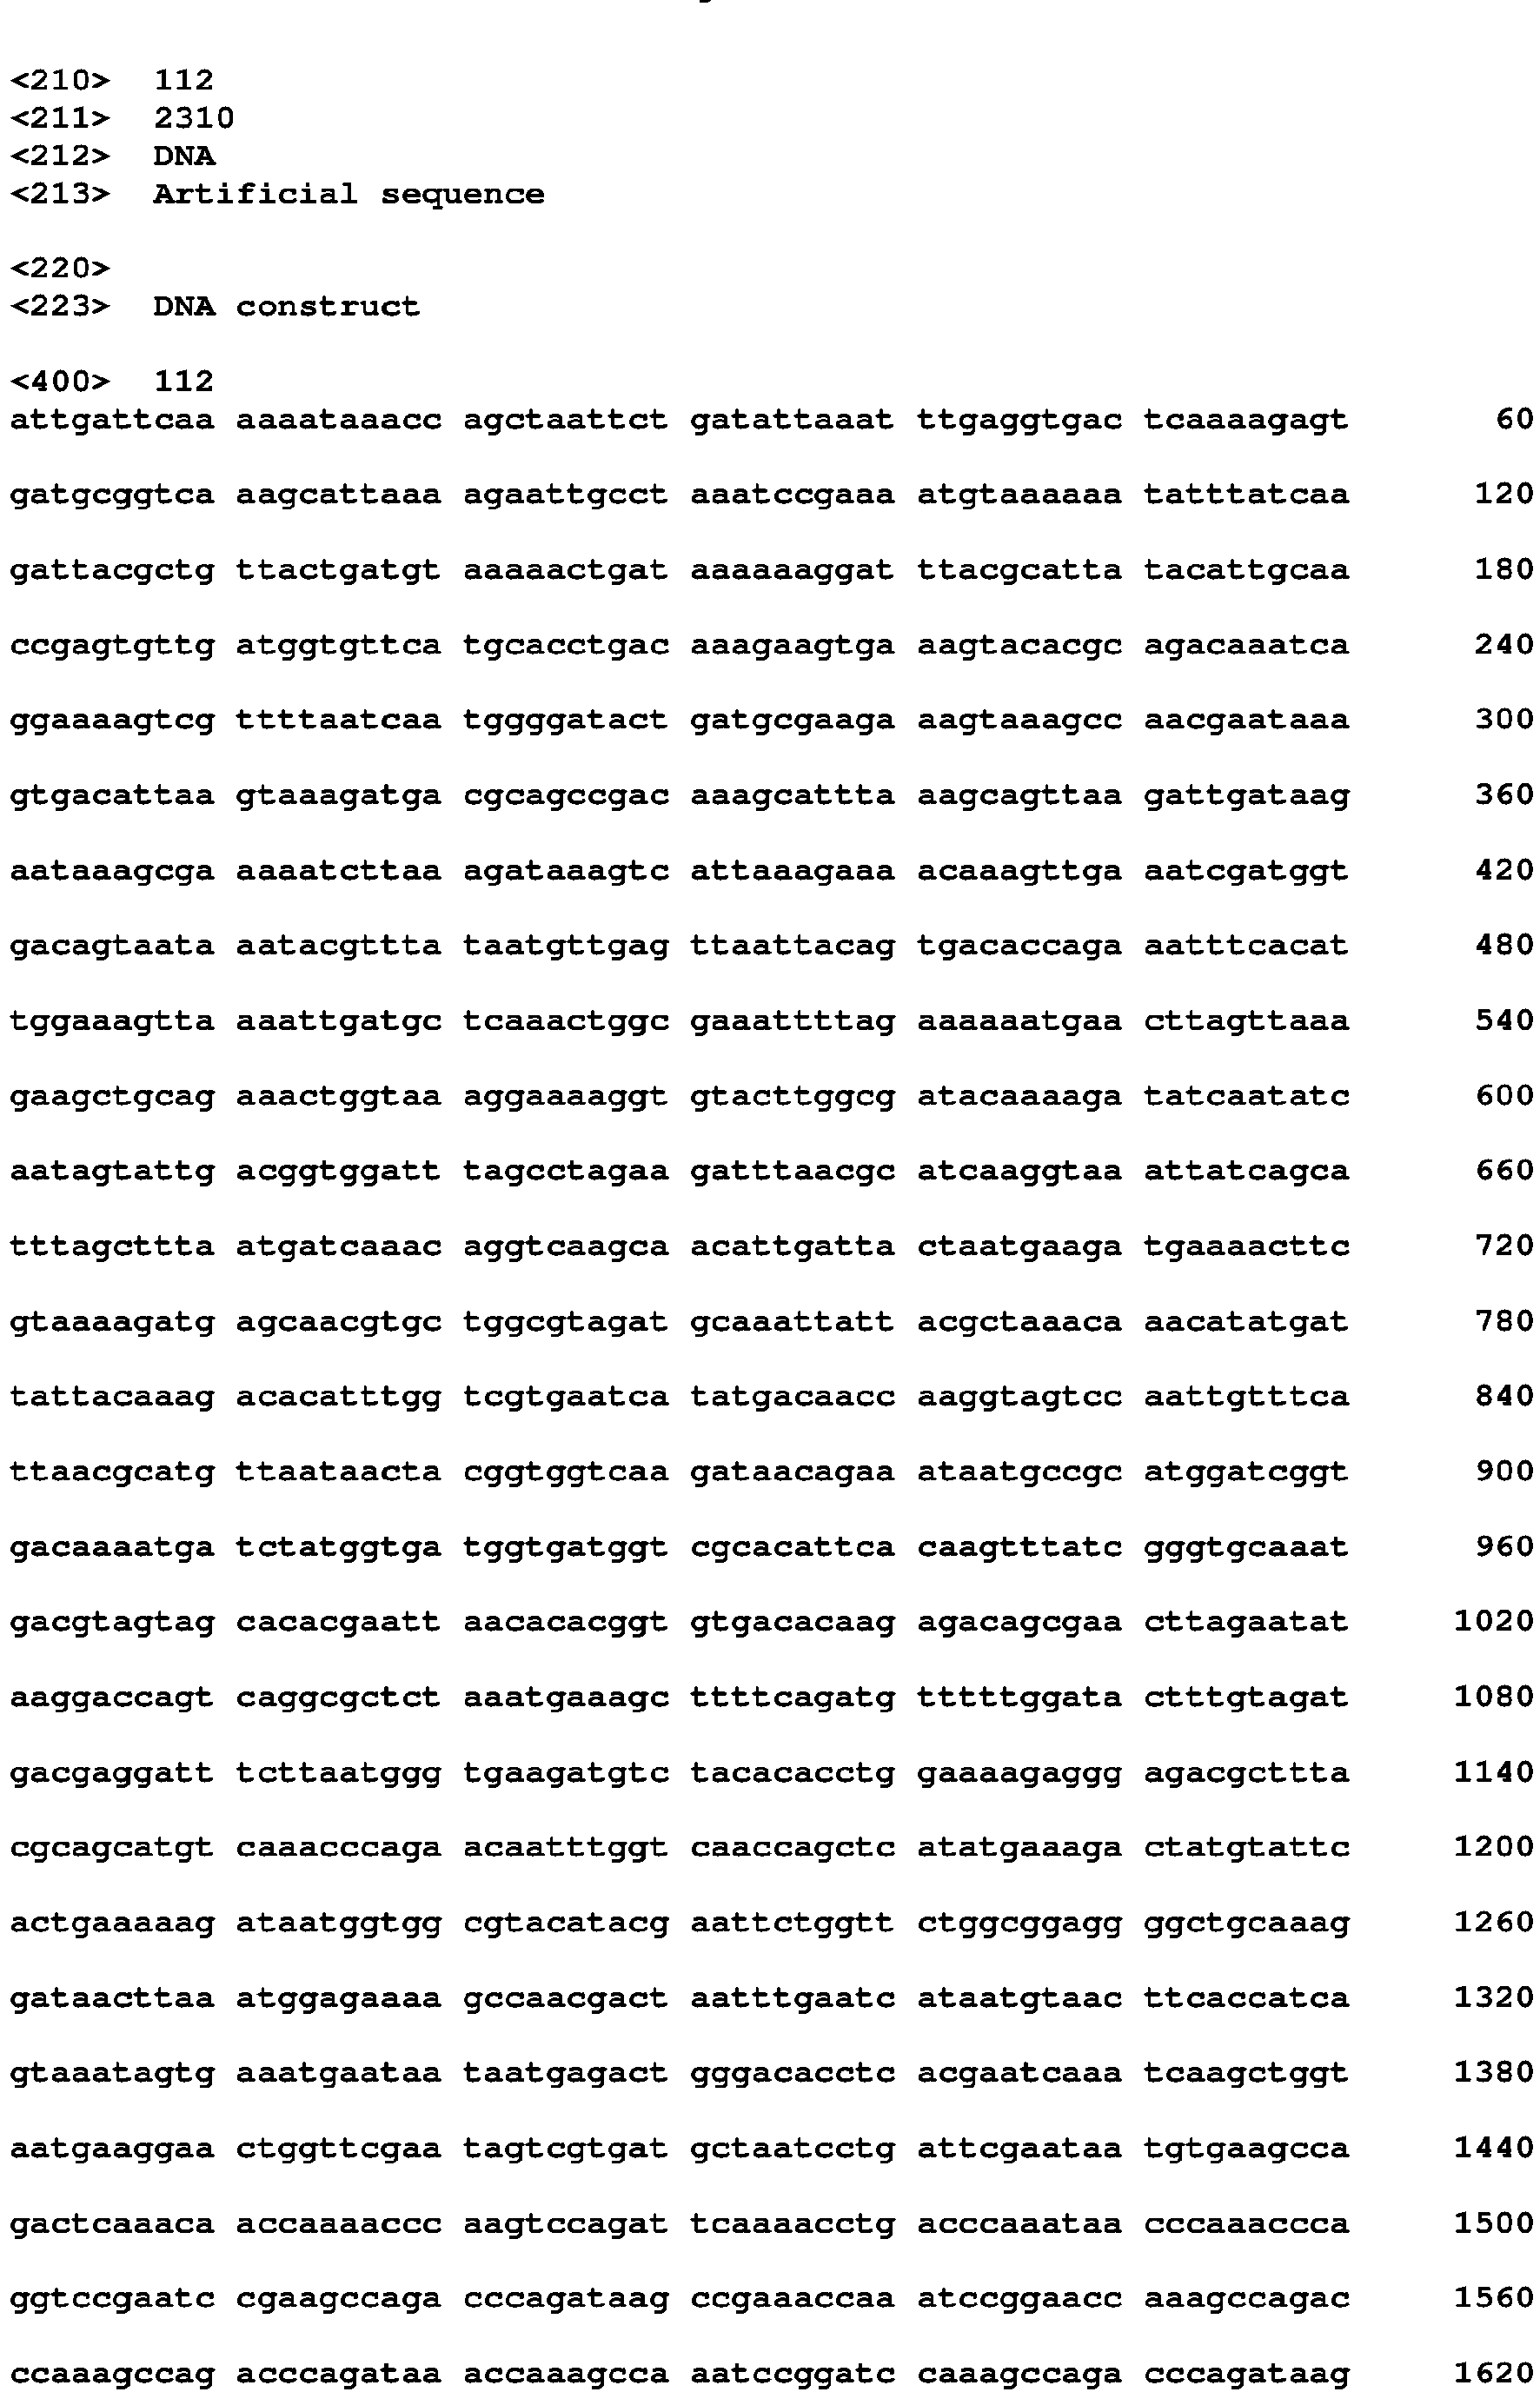 <210> 112
<211> 2310
<212> DNA
<213> Artificial sequence
<220>
<223> DNA construct
<400> 112
attgattcaa aaaataaacc agctaattct gatattaaat ttgaggtgac tcaaaagagt 60
gatgcggtca aagcattaaa agaattgcct aaatccgaaa atgtaaaaaa tatttatcaa 120
gattacgctg ttactgatgt aaaaactgat aaaaaaggat ttacgcatta tacattgcaa 180
ccgagtgttg atggtgttca tgcacctgac aaagaagtga aagtacacgc agacaaatca 240
ggaaaagtcg ttttaatcaa tggggatact gatgcgaaga aagtaaagcc aacgaataaa 300
gtgacattaa gtaaagatga cgcagccgac aaagcattta aagcagttaa gattgataag 360
aataaagcga aaaatcttaa agataaagtc attaaagaaa acaaagttga aatcgatggt 420
gacagtaata aatacgttta taatgttgag ttaattacag tgacaccaga aatttcacat 480
tggaaagtta aaattgatgc tcaaactggc gaaattttag aaaaaatgaa cttagttaaa 540
gaagctgcag aaactggtaa aggaaaaggt gtacttggcg atacaaaaga tatcaatatc 600
aatagtattg acggtggatt tagcctagaa gatttaacgc atcaaggtaa attatcagca 660
tttagcttta atgatcaaac aggtcaagca acattgatta ctaatgaaga tgaaaacttc 720
gtaaaagatg agcaacgtgc tggcgtagat gcaaattatt acgctaaaca aacatatgat 780
tattacaaag acacatttgg tcgtgaatca tatgacaacc aaggtagtcc aattgtttca 840
ttaacgcatg ttaataacta cggtggtcaa gataacagaa ataatgccgc atggatcggt 900
gacaaaatga tctatggtga tggtgatggt cgcacattca caagtttatc gggtgcaaat 960
gacgtagtag cacacgaatt aacacacggt gtgacacaag agacagcgaa cttagaatat 1020
aaggaccagt caggcgctct aaatgaaagc ttttcagatg tttttggata ctttgtagat 1080
gacgaggatt tcttaatggg tgaagatgtc tacacacctg gaaaagaggg agacgcttta 1140
cgcagcatgt caaacccaga acaatttggt caaccagctc atatgaaaga ctatgtattc 1200
actgaaaaag ataatggtgg cgtacatacg aattctggtt ctggcggagg ggctgcaaag 1260
gataacttaa atggagaaaa gccaacgact aatttgaatc ataatgtaac ttcaccatca 1320
gtaaatagtg aaatgaataa taatgagact gggacacctc acgaatcaaa tcaagctggt 1380
aatgaaggaa ctggttcgaa tagtcgtgat gctaatcctg attcgaataa tgtgaagcca 1440
gactcaaaca accaaaaccc aagtccagat tcaaaacctg acccaaataa cccaaaccca 1500
ggtccgaatc cgaagccaga cccagataag ccgaaaccaa atccggaacc aaagccagac 1560
ccaaagccag acccagataa accaaagcca aatccggatc caaagccaga cccagataag 1620